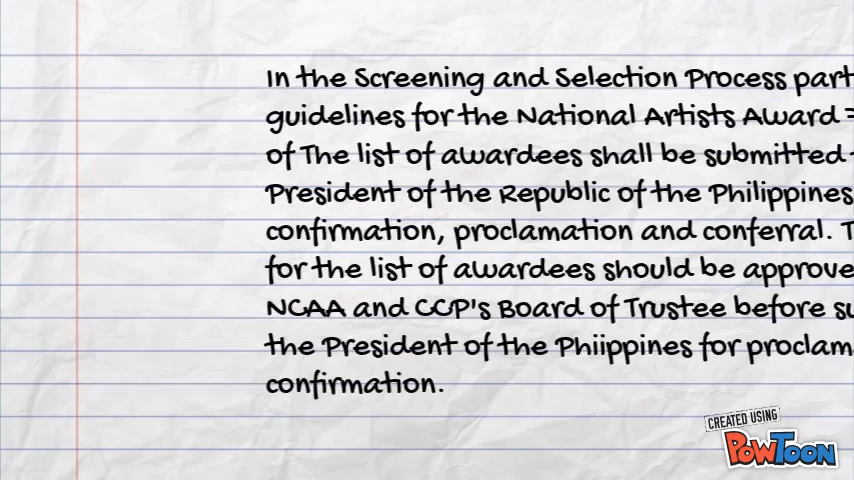 In the Screening and Selection Process part
guidelines for the National Artists Award =
of The list of awardees shall be submitted
President of the Republic of the Philippines
confirmation, proclamation and conferral. T
for the list of awardees should be approve
NCAA and CCP's Board of Trustee before su
the President of the Phiippines for proclam
confirmation.
CREATED USING
POWTOON